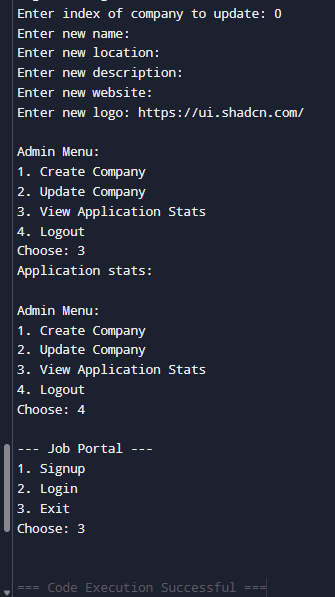 Enter index of company to update: 0
Enter new name:
Enter new location:
Enter new description:
Enter new website:
Enter new logo: https://ui.shadcn.com/
Admin Menu:
1. Create Company
2. Update Company
3. View Application Stats
4. Logout
Choose: 3
Application stats:
Admin Menu:
1. Create Company
2. Update Company
3. View Application Stats
4. Logout
Choose: 4
--- Job Portal ---
1. Signup
2. Login
3. Exit
Choose: 3
=== Code Execution Successful ===